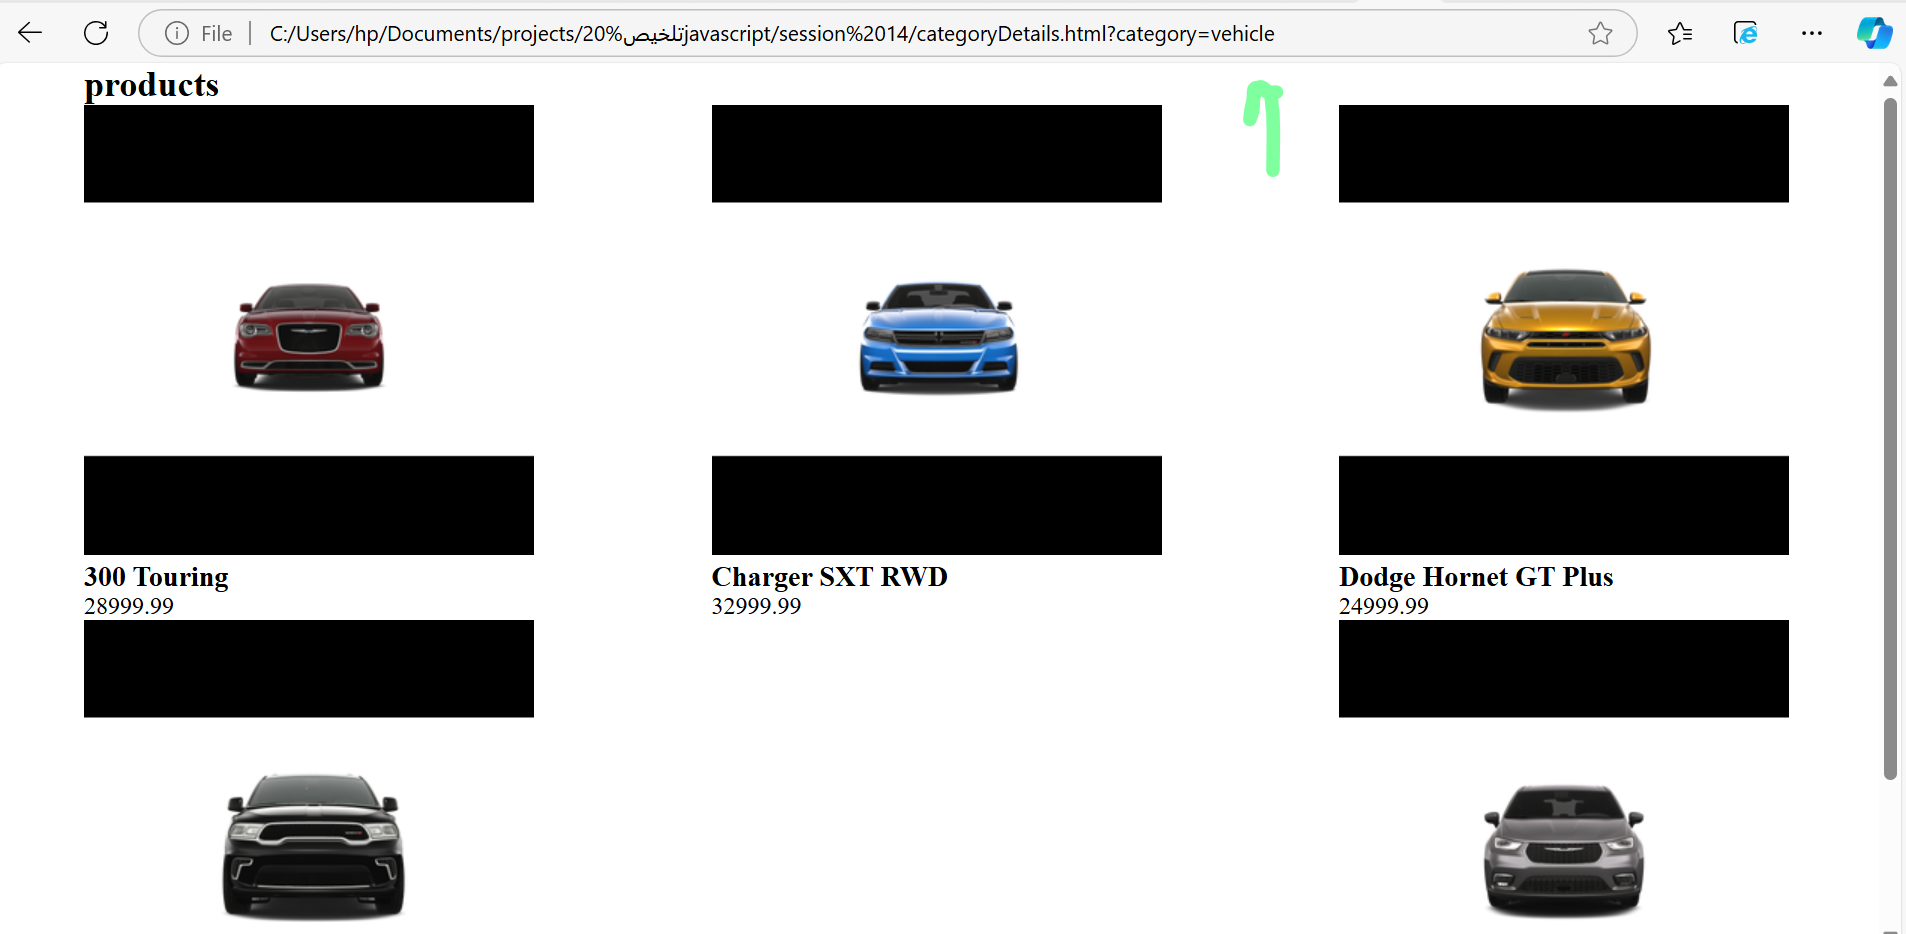 File
C:/Users/hp/Documents/projects/20%تلخيصjavascript/session%2014/categoryDetails.html?category=vehicle
products
300 Touring
28999.99
Charger SXT RWD
32999.99
Dodge Hornet GT Plus
24999.99